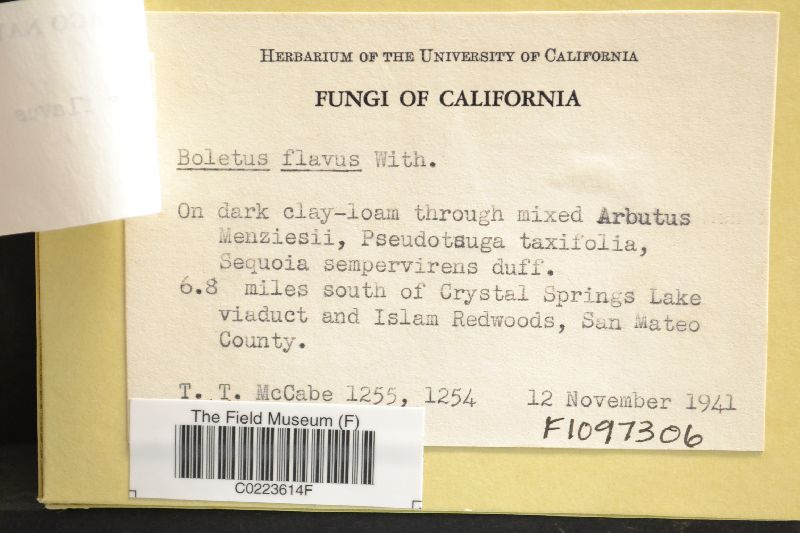 HERBARIUM OF THE UNIVERSITY OF CALIFORNIA
FUNGI OF CALIFORNIA
Boletus flavus With.
On dark clay-loam through mixed Arbutus
Menziesii, Pseudotsuga taxifolia,
Sequoia sempervirens duff.
6.8 miles south of Crystal Springs Lake
viaduct and Islam Redwoods, San Mateo
County.
T. T. McCabe 1255, 1254 12 November 1941
F1097306
The Field Museum (F)
C0223614F
flavus